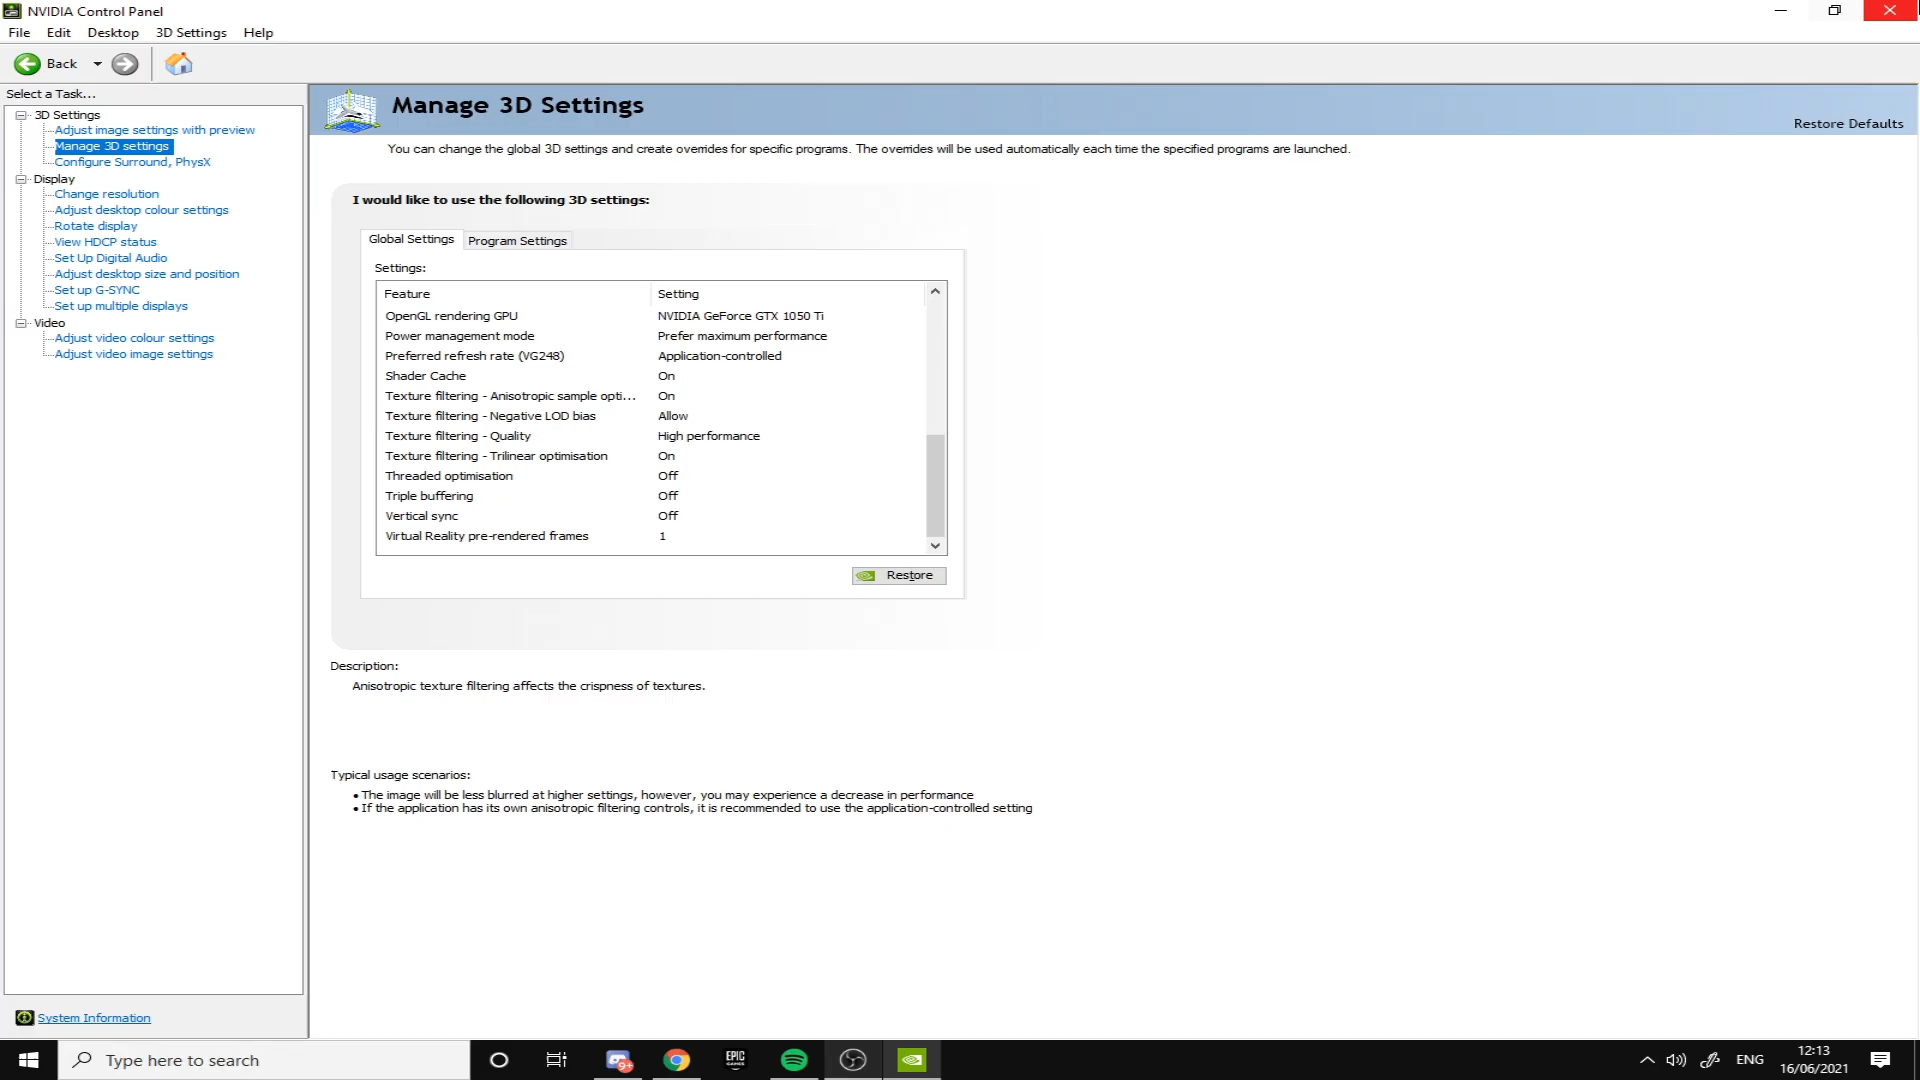 NVIDIA Control Panel
File Edit Desktop 3D Settings Help
Back
Select a Task...
3D Settings
Adjust image settings with preview
Manage 3D settings
Configure Surround, PhysX
Display
Change resolution
Adjust desktop colour settings
Rotate display
View HDCP status
Set Up Digital Audio
Adjust desktop size and position
Set up G-SYNC
Set up multiple displays
Video
Adjust video colour settings
Adjust video image settings
System Information
Manage 3D Settings
Restore Defaults
You can change the global 3D settings and create overrides for specific programs. The overrides will be used automatically each time the specified programs are launched.
I would like to use the following 3D settings:
Global Settings Program Settings
Settings:
Feature Setting
OpenGL rendering GPU NVIDIA GeForce GTX 1050 Ti
Power management mode Prefer maximum performance
Preferred refresh rate (VG248) Application-controlled
Shader Cache On
Texture filtering - Anisotropic sample opti... On
Texture filtering - Negative LOD bias Allow
Texture filtering - Quality High performance
Texture filtering - Trilinear optimisation On
Threaded optimisation Off
Triple buffering Off
Vertical sync Off
Virtual Reality pre-rendered frames 1
Restore
Description:
Anisotropic texture filtering affects the crispness of textures.
Typical usage scenarios:
• The image will be less blurred at higher settings, however, you may experience a decrease in performance
• If the application has its own anisotropic filtering controls, it is recommended to use the application-controlled setting
Type here to search
9+
EPIC
GAMES
ENG
12:13
16/06/2021